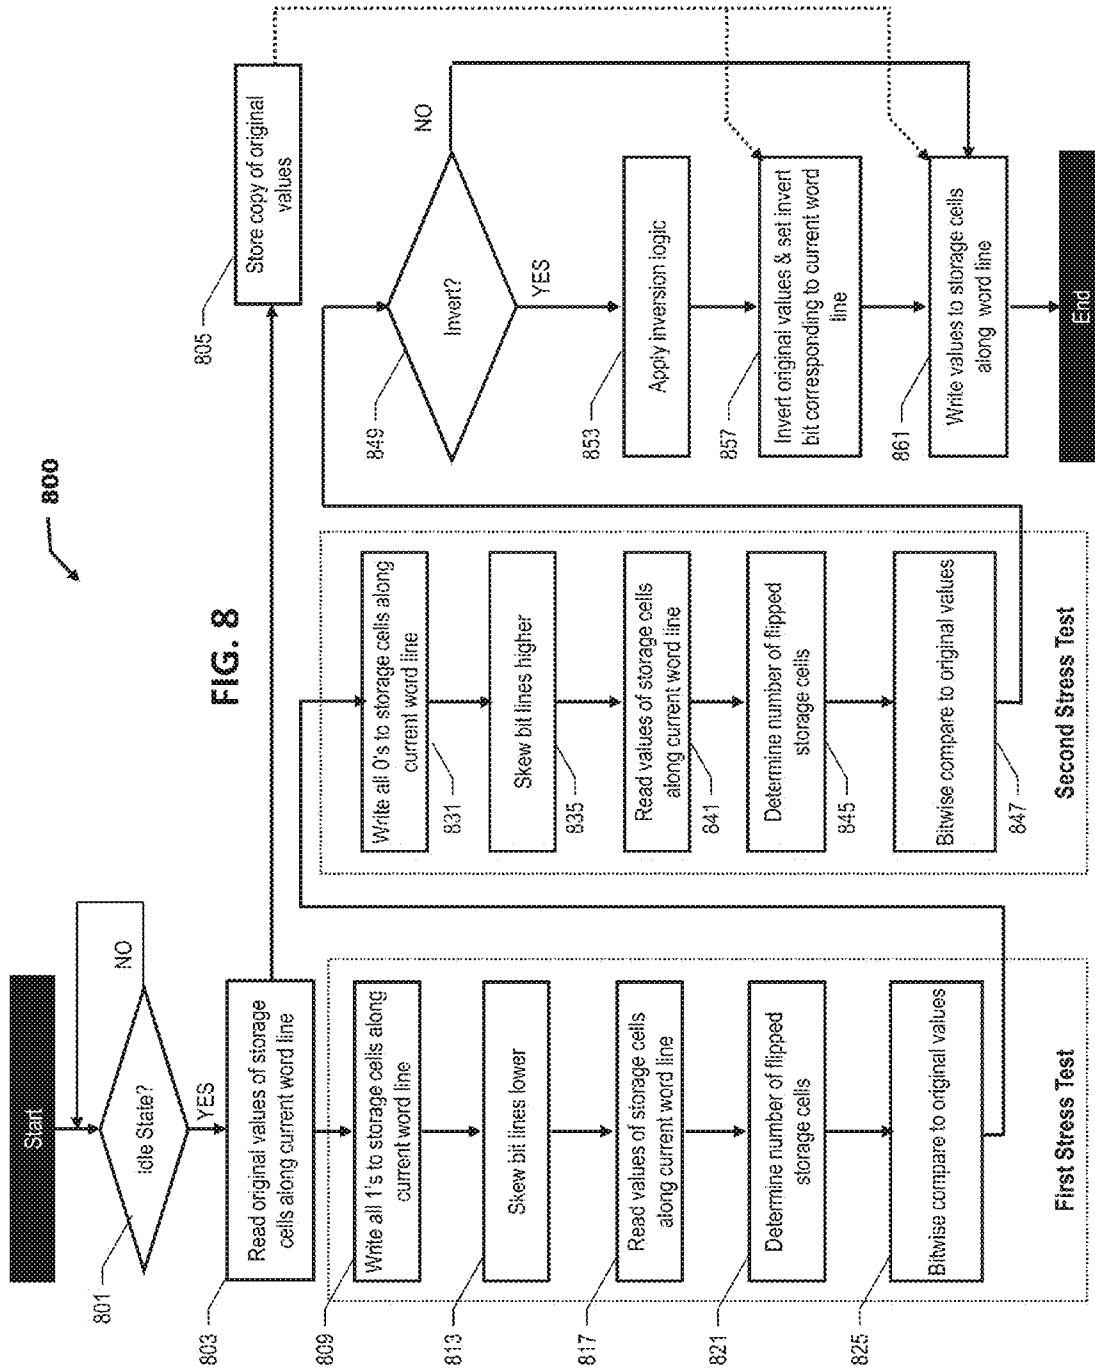 800
FIG. 8
Start
Idle State?
NO
YES
801
Read original values of storage
cells along current word line
803
Store copy of original
values
805
Write all 1's to storage cells along
current word line
809
Skew bit lines lower
813
Read values of storage cells
along current word line
817
Determine number of flipped
storage cells
821
Bitwise compare to original values
825
First Stress Test
Write all 0's to storage cells along
current word line
831
Skew bit lines higher
835
Read values of storage cells
along current word line
841
Determine number of flipped
storage cells
845
Bitwise compare to original values
847
Second Stress Test
Invert?
NO
YES
849
Apply inversion logic
853
Invert original values & set invert
bit corresponding to current word
line
857
Write values to storage cells
along word line
861
End